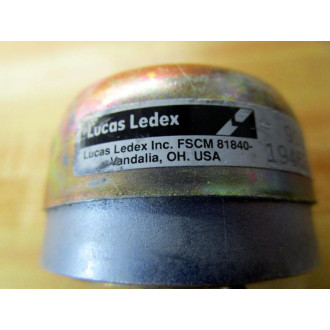 Lucas Ledex
Lucas Ledex Inc. FSCM 81840-
Vandalia, OH. USA